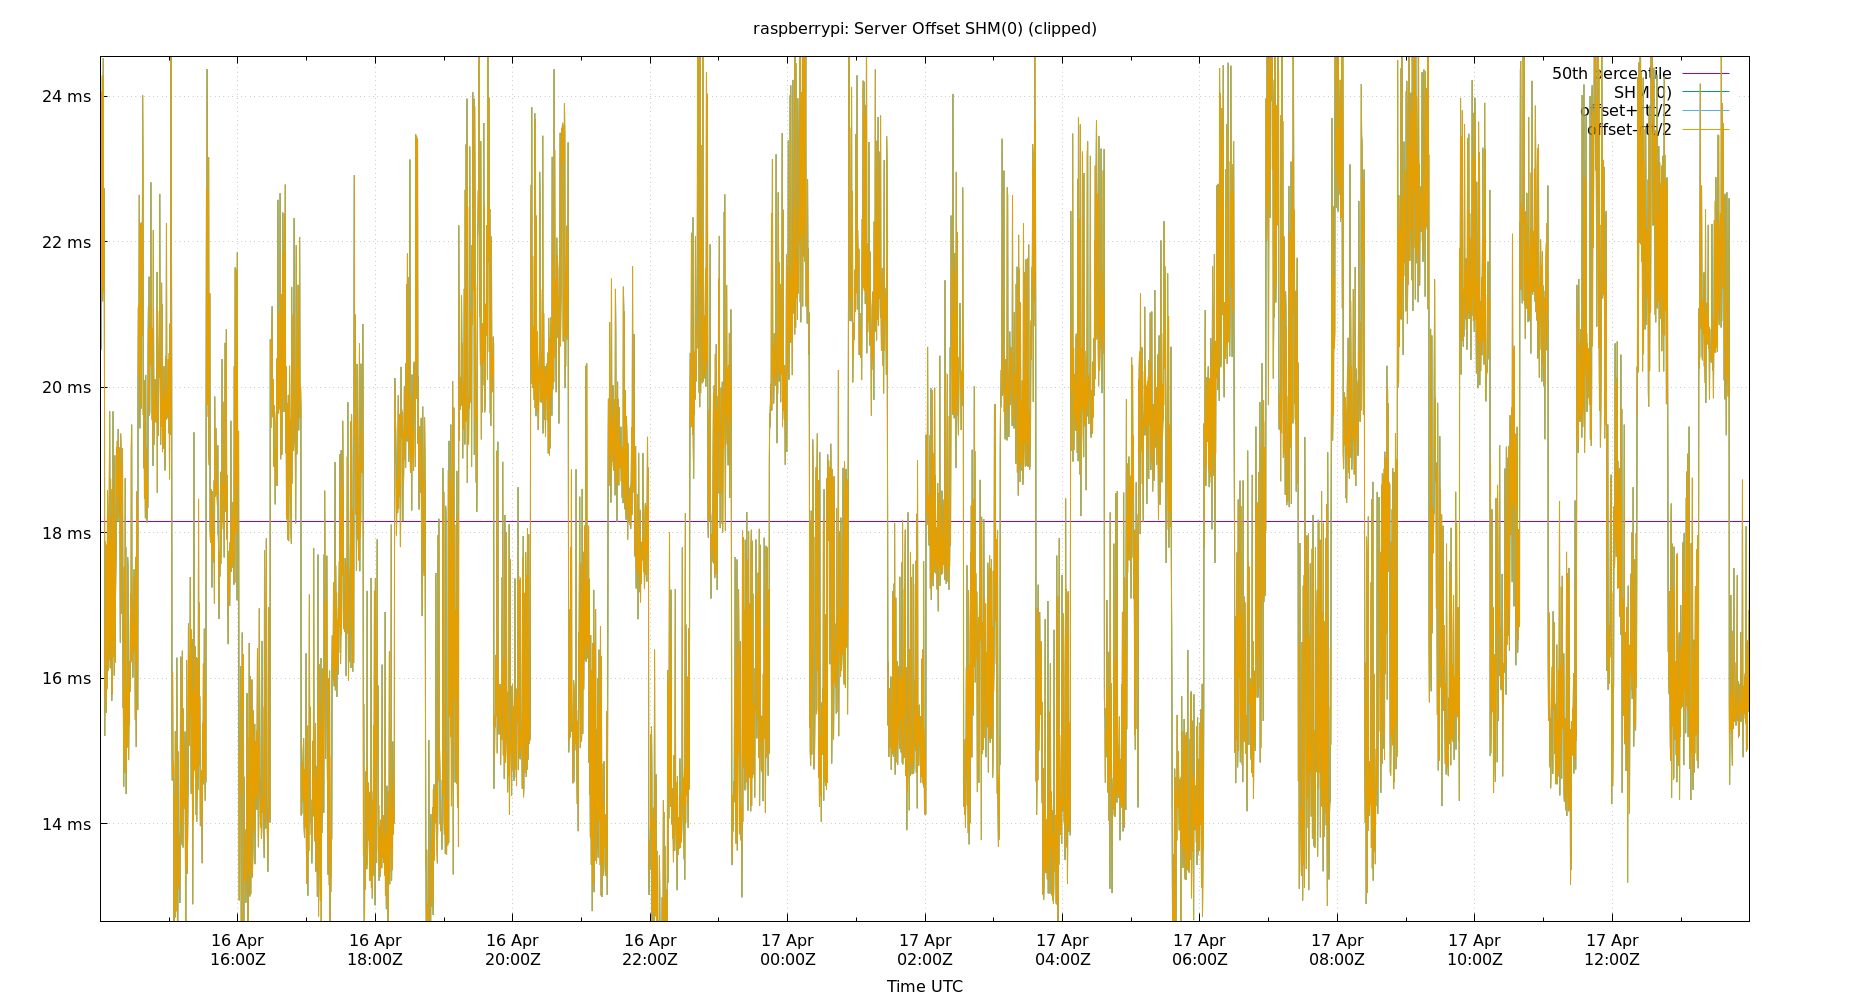 raspberrypi: Server Offset SHM(0) (clipped)
50th percentile
SHM(0)
offset+rtt/2
offset-rtt/2
24 ms
22 ms
20 ms
18 ms
16 ms
14 ms
16 Apr 16 Apr 16 Apr 16 Apr 17 Apr 17 Apr 17 Apr 17 Apr 17 Apr 17 Apr 17 Apr
16:00Z 18:00Z 20:00Z 22:00Z 00:00Z 02:00Z 04:00Z 06:00Z 08:00Z 10:00Z 12:00Z
Time UTC